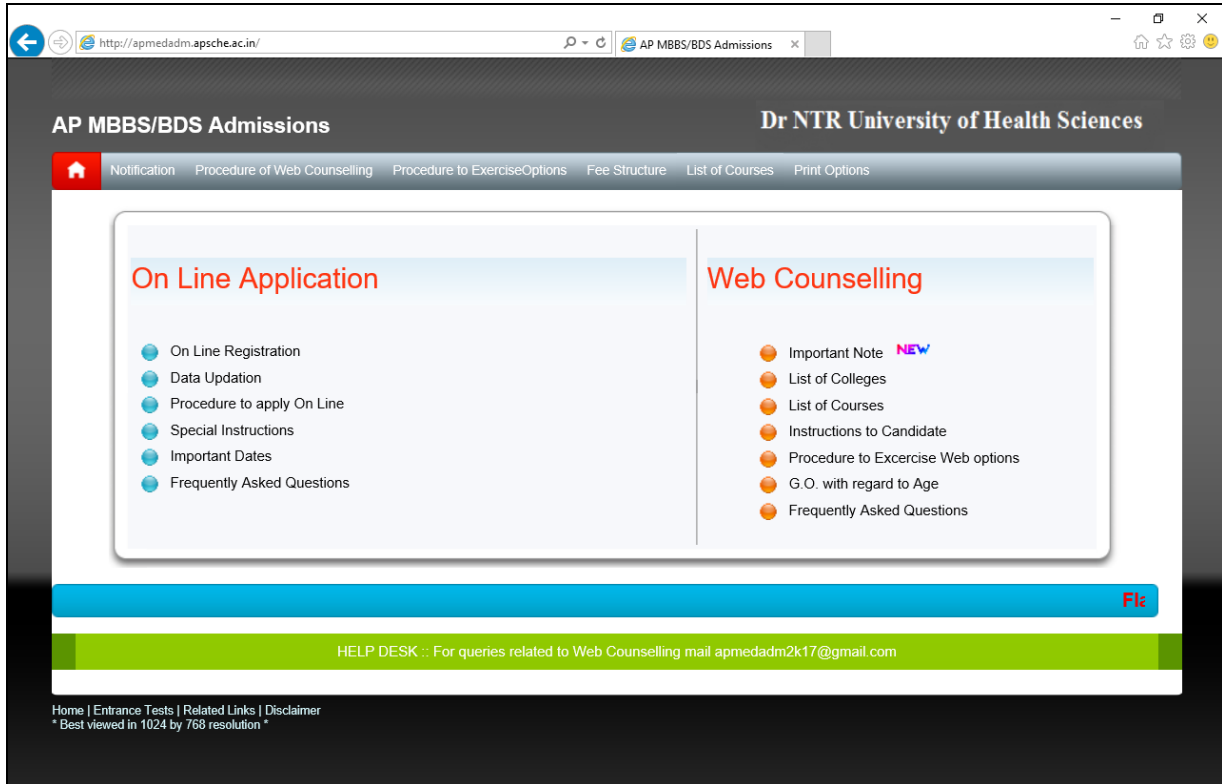 http://apmedadm.apsche.ac.in/
AP MBBS/BDS Admissions
AP MBBS/BDS Admissions
Dr NTR University of Health Sciences
Notification Procedure of Web Counselling Procedure to ExerciseOptions Fee Structure List of Courses Print Options
On Line Application
On Line Registration
Data Updation
Procedure to apply On Line
Special Instructions
Important Dates
Frequently Asked Questions
Web Counselling
Important Note NEW
List of Colleges
List of Courses
Instructions to Candidate
Procedure to Excercise Web options
G.O. with regard to Age
Frequently Asked Questions
HELP DESK :: For queries related to Web Counselling mail apmedadm2k17@gmail.com
Home | Entrance Tests | Related Links | Disclaimer
* Best viewed in 1024 by 768 resolution *